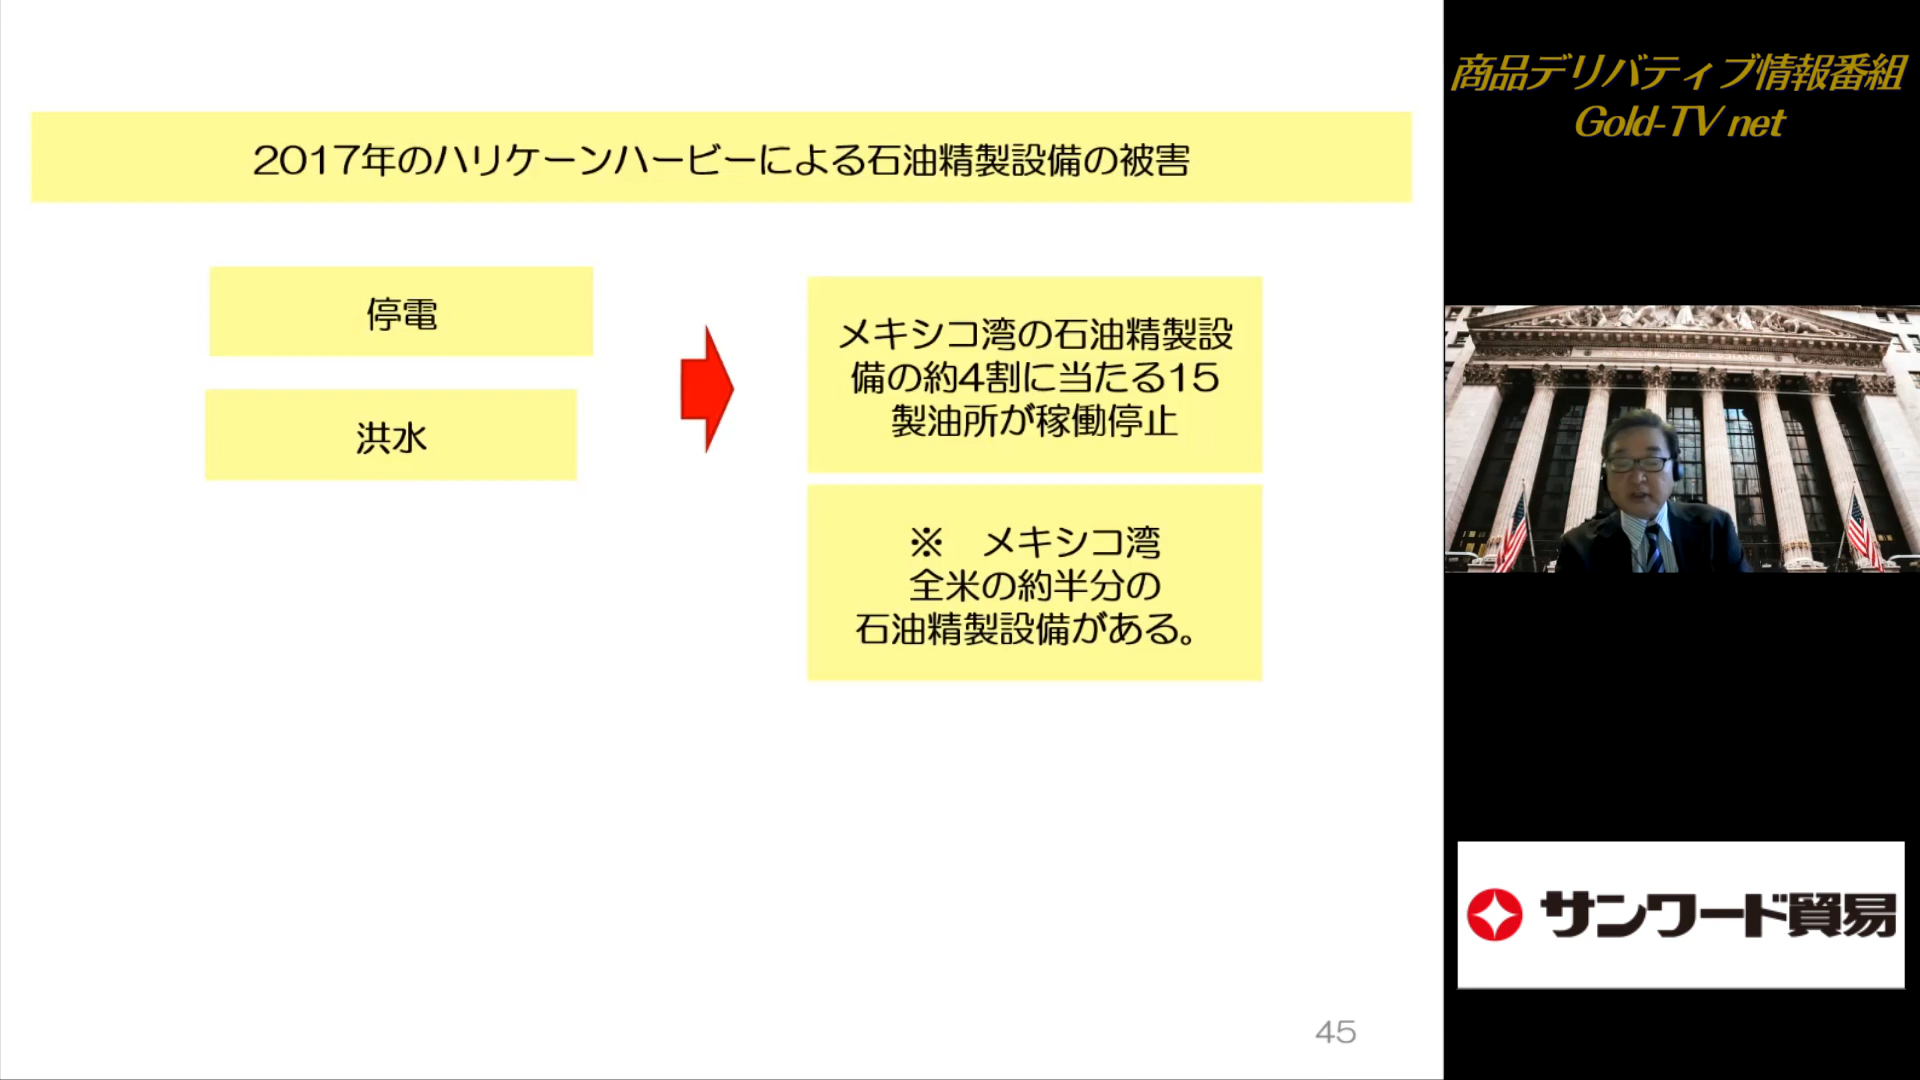 2017年のハリケーンハービーによる石油精製設備の被害
停電
洪水
メキシコ湾の石油精製設
備の約4割に当たる15
製油所が稼働停止
※　メキシコ湾
全米の約半分の
石油精製設備がある。
45
商品デリバティブ情報番組
Gold-TV net
サンワード貿易